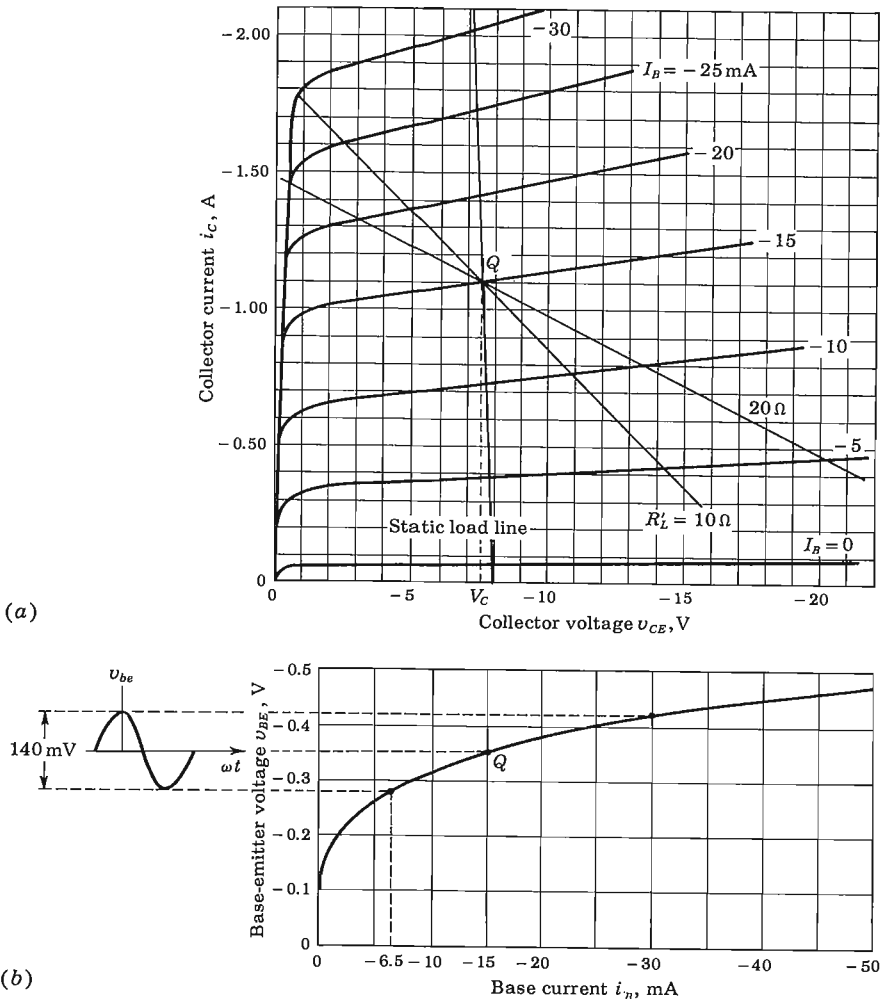 -2.00
-30
I_B = -25 mA
-1.50
-20
-15
Q
-1.00
-10
20 Ω
-0.50
-5
Static load line
R'_L = 10 Ω
I_B = 0
0
0
-5
V_C
-10
-15
-20
Collector current i_C, A
Collector voltage v_CE, V
(a)
v_be
140 mV
ωt
-0.5
-0.4
-0.3
-0.2
-0.1
0
Q
0
-6.5
-10
-15
-20
-30
-40
-50
Base-emitter voltage v_BE, V
Base current i_B, mA
(b)